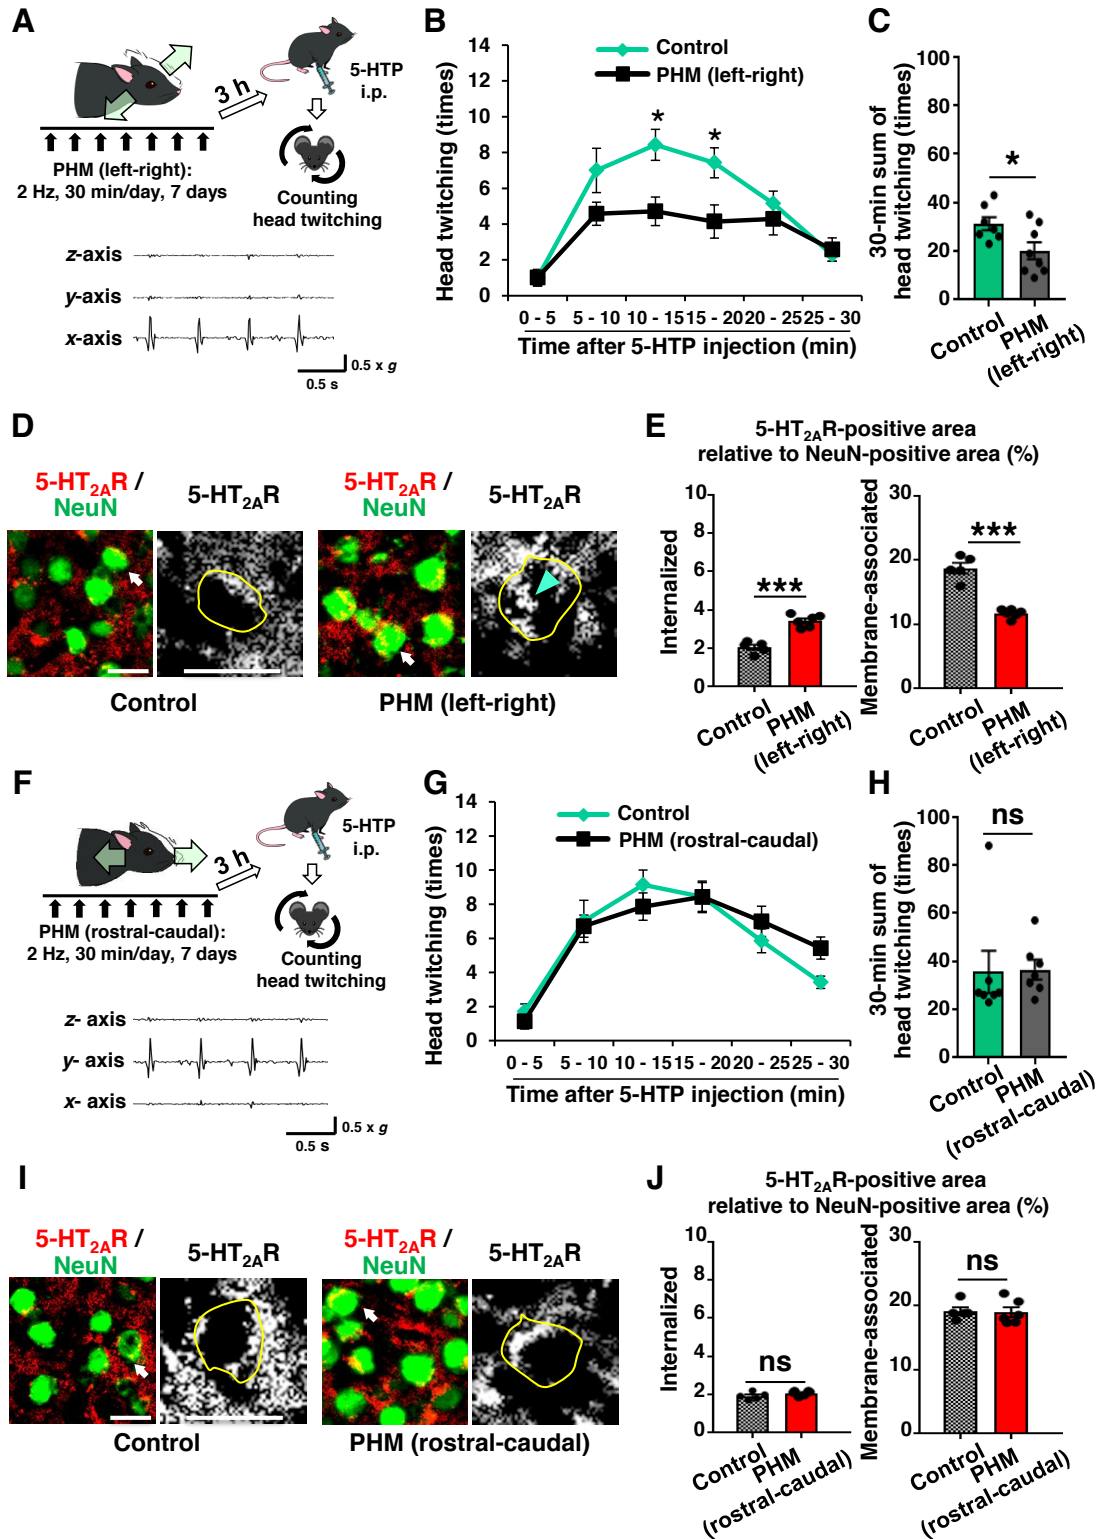 A
3 h
5-HTP
i.p.
PHM (left-right):
2 Hz, 30 min/day, 7 days
Counting
head twitching
z-axis
y-axis
x-axis
0.5 x g
0.5 s
B
Head twitching (times)
14
12
10
8
6
4
2
0
Control
PHM (left-right)
*
*
0 - 5 5 - 10 10 - 15 15 - 20 20 - 25 25 - 30
Time after 5-HTP injection (min)
C
30-min sum of
head twitching (times)
100
80
60
40
20
0
*
Control
PHM
(left-right)
D
5-HT2AR /
NeuN
5-HT2AR
5-HT2AR /
NeuN
5-HT2AR
Control
PHM (left-right)
E
5-HT2AR-positive area
relative to NeuN-positive area (%)
Internalized
10
8
6
4
2
0
***
Control
PHM
(left-right)
Membrane-associated
30
20
10
0
***
Control
PHM
(left-right)
F
3 h
5-HTP
i.p.
PHM (rostral-caudal):
2 Hz, 30 min/day, 7 days
Counting
head twitching
z- axis
y- axis
x- axis
0.5 x g
0.5 s
G
Head twitching (times)
14
12
10
8
6
4
2
0
Control
PHM (rostral-caudal)
0 - 5 5 - 10 10 - 15 15 - 20 20 - 25 25 - 30
Time after 5-HTP injection (min)
H
30-min sum of
head twitching (times)
100
80
60
40
20
0
ns
Control
PHM
(rostral-caudal)
I
5-HT2AR /
NeuN
5-HT2AR
5-HT2AR /
NeuN
5-HT2AR
Control
PHM (rostral-caudal)
J
5-HT2AR-positive area
relative to NeuN-positive area (%)
Internalized
10
8
6
4
2
0
ns
Control
PHM
(rostral-caudal)
Membrane-associated
30
20
10
0
ns
Control
PHM
(rostral-caudal)